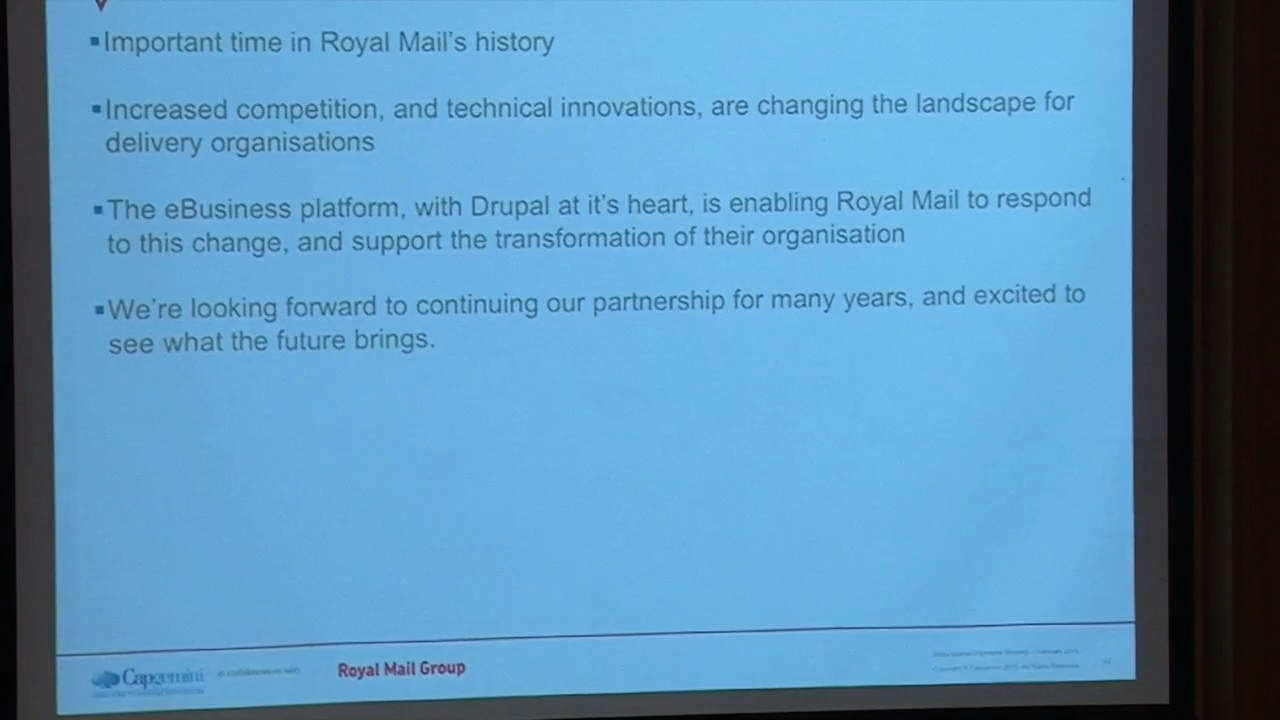 ▪Important time in Royal Mail's history
▪Increased competition, and technical innovations, are changing the landscape for
delivery organisations
▪The eBusiness platform, with Drupal at it's heart, is enabling Royal Mail to respond
to this change, and support the transformation of their organisation
▪We're looking forward to continuing our partnership for many years, and excited to
see what the future brings.
Capgemini in collaboration with Royal Mail Group